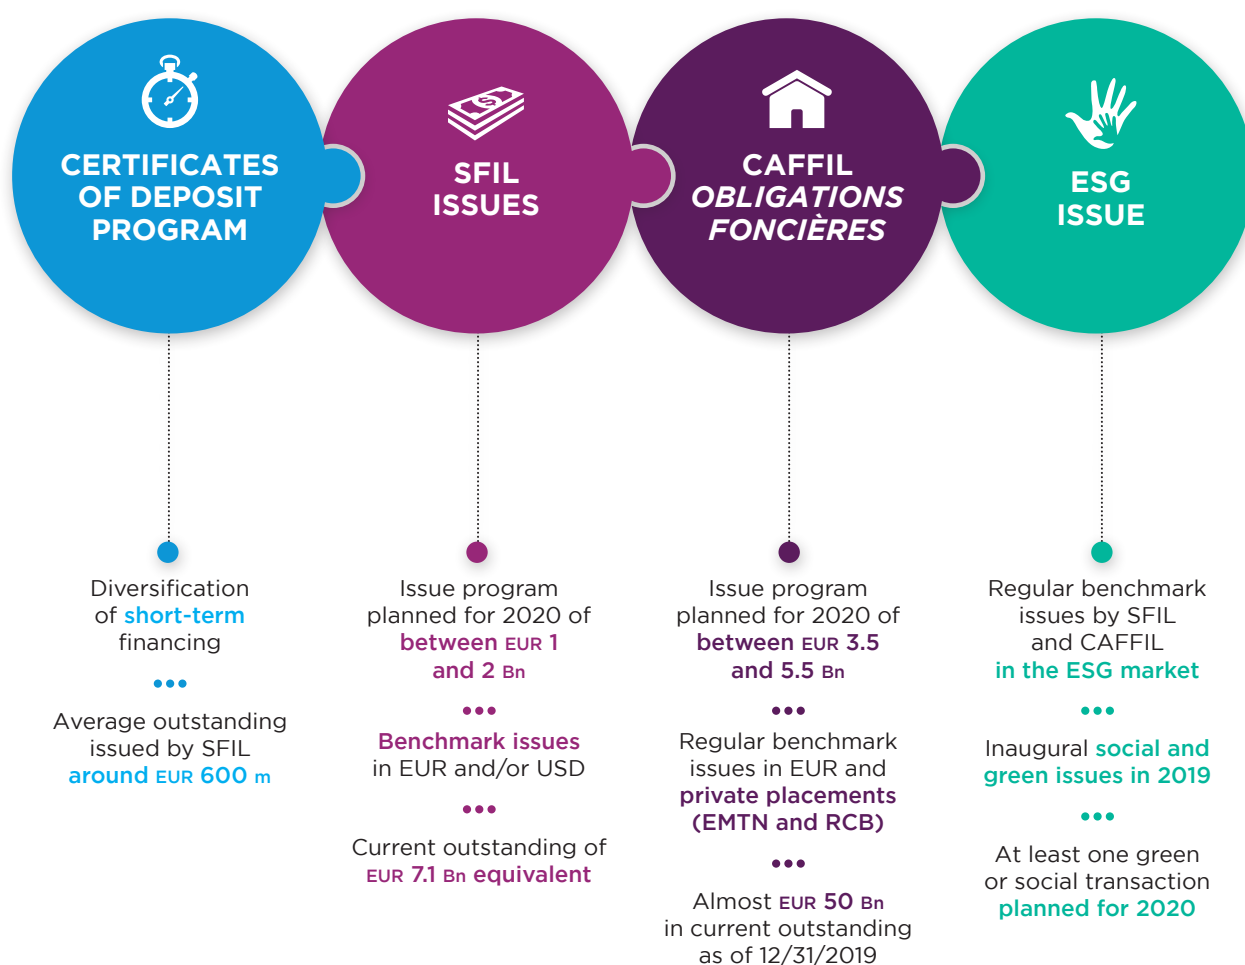 CERTIFICATES
OF DEPOSIT
PROGRAM
SFIL
ISSUES
CAFFIL
OBLIGATIONS
FONCIÈRES
ESG
ISSUE
Diversification
of short-term
financing
•••
Average outstanding
issued by SFIL
around EUR 600 m
Issue program
planned for 2020 of
between EUR 1
and 2 Bn
•••
Benchmark issues
in EUR and/or USD
•••
Current outstanding of
EUR 7.1 Bn equivalent
Issue program
planned for 2020 of
between EUR 3.5
and 5.5 Bn
•••
Regular benchmark
issues in EUR and
private placements
(EMTN and RCB)
•••
Almost EUR 50 Bn
in current outstanding
as of 12/31/2019
Regular benchmark
issues by SFIL
and CAFFIL
in the ESG market
•••
Inaugural social and
green issues in 2019
•••
At least one green
or social transaction
planned for 2020